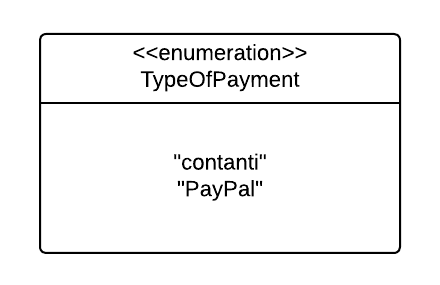 <<enumeration>>
TypeOfPayment
"contanti"
"PayPal"